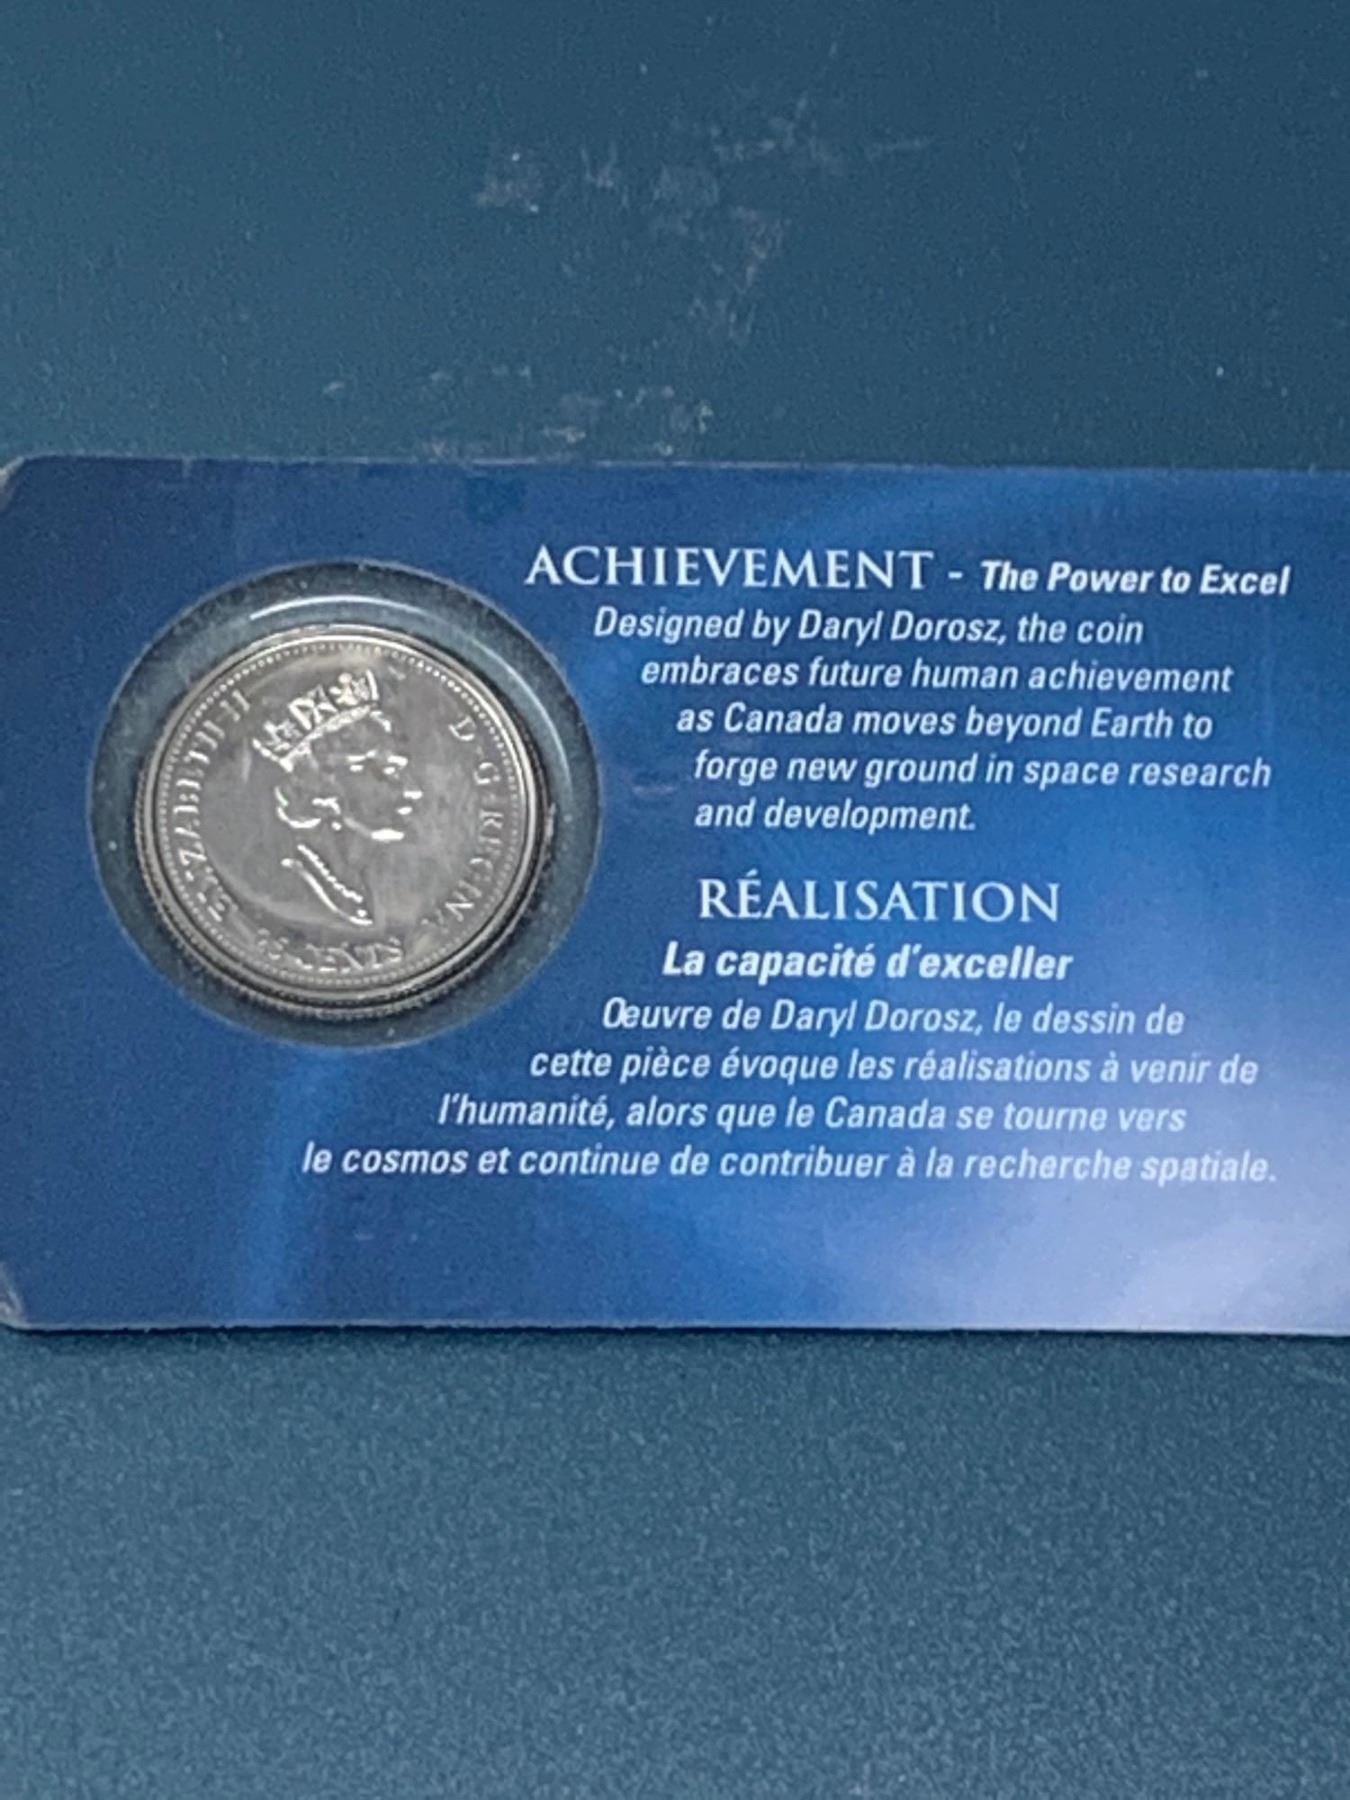 ACHIEVEMENT - The Power to Excel
Designed by Daryl Dorosz, the coin
embraces future human achievement
as Canada moves beyond Earth to
forge new ground in space research
and development.
RÉALISATION
La capacité d'exceller
Œuvre de Daryl Dorosz, le dessin de
cette pièce évoque les réalisations à venir de
l'humanité, alors que le Canada se tourne vers
le cosmos et continue de contribuer à la recherche spatiale.
ELIZABETH II D·G·REGINA
25 CENTS